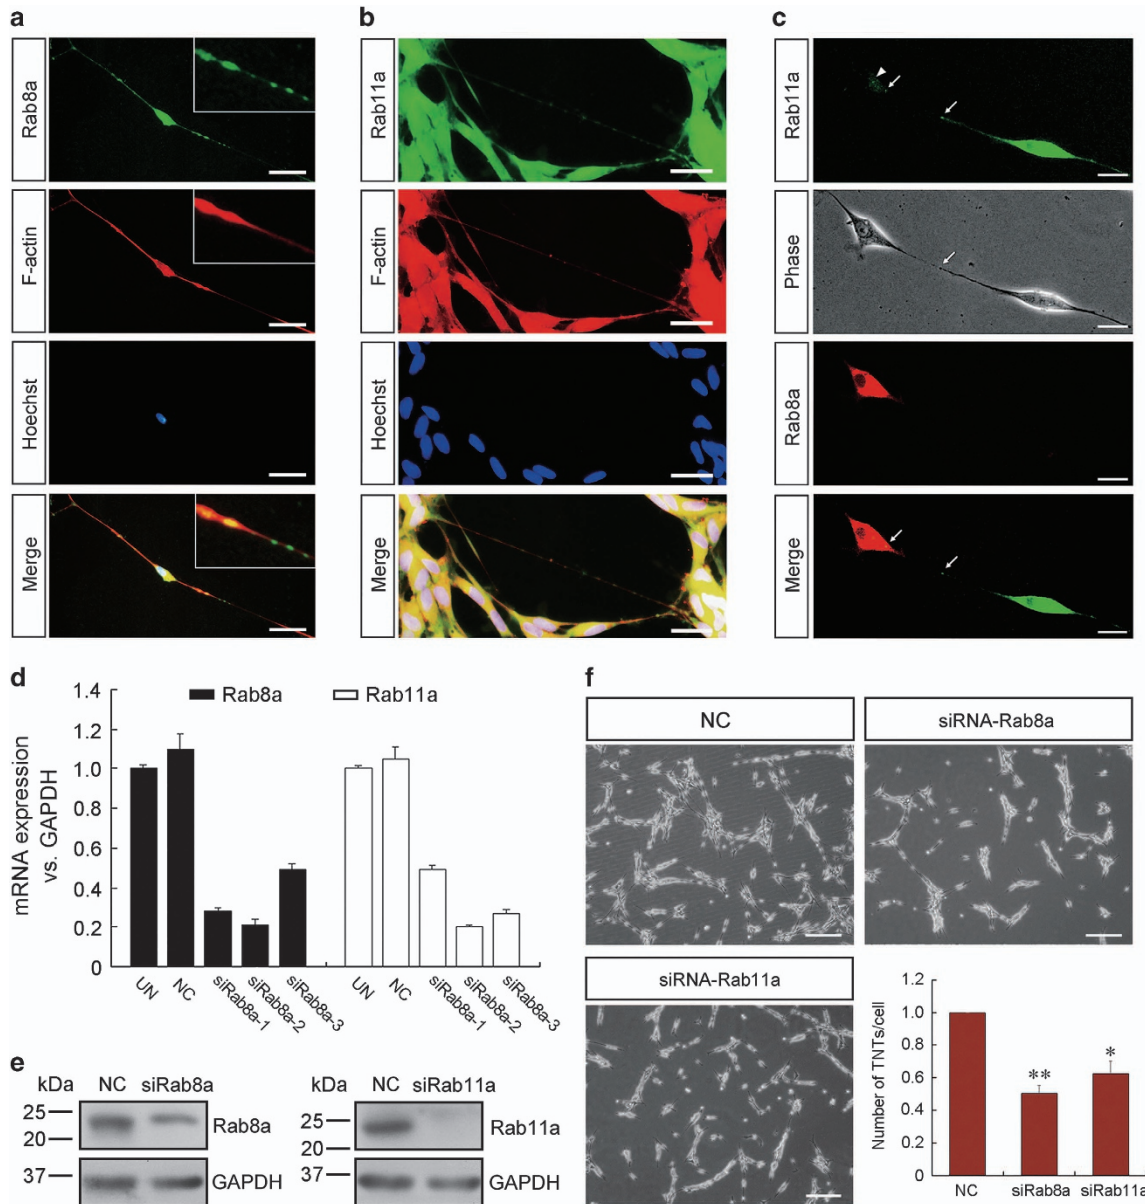 a
Rab8a
F-actin
Hoechst
Merge
b
Rab11a
F-actin
Hoechst
Merge
c
Rab11a
Phase
Rab8a
Merge
d
Rab8a
Rab11a
mRNA expression
vs. GAPDH
1.4
1.2
1.0
0.8
0.6
0.4
0.2
0
UN
NC
siRab8a-1
siRab8a-2
siRab8a-3
UN
NC
siRab8a-1
siRab8a-2
siRab8a-3
e
kDa NC siRab8a
25
20
37
Rab8a
GAPDH
kDa NC siRab11a
25
20
37
Rab11a
GAPDH
f
NC
siRNA-Rab8a
siRNA-Rab11a
Number of TNTs/cell
1.2
1.0
0.8
0.6
0.4
0.2
0
**
*
NC siRab8a siRab11a